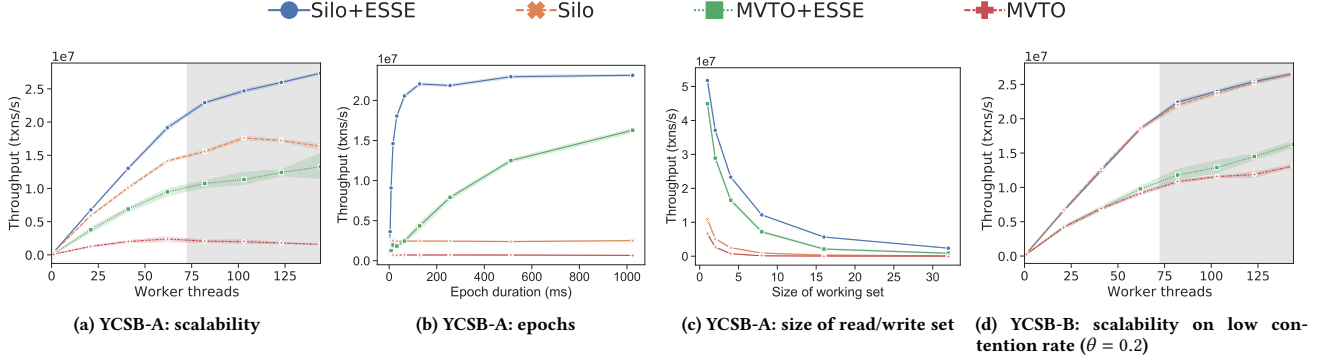 Silo+ESSE Silo MVTO+ESSE MVTO
1e7
Throughput (txns/s)
2.5
2.0
1.5
1.0
0.5
0.0
0 25 50 75 100 125
Worker threads
(a) YCSB-A: scalability
1e7
Throughput (txns/s)
2.0
1.5
1.0
0.5
0.0
0 200 400 600 800 1000
Epoch duration (ms)
(b) YCSB-A: epochs
1e7
Throughput (txns/s)
5
4
3
2
1
0
0 5 10 15 20 25 30
Size of working set
(c) YCSB-A: size of read/write set
1e7
Throughput (txns/s)
2.5
2.0
1.5
1.0
0.5
0.0
0 25 50 75 100 125
Worker threads
(d) YCSB-B: scalability on low con-
tention rate (θ = 0.2)